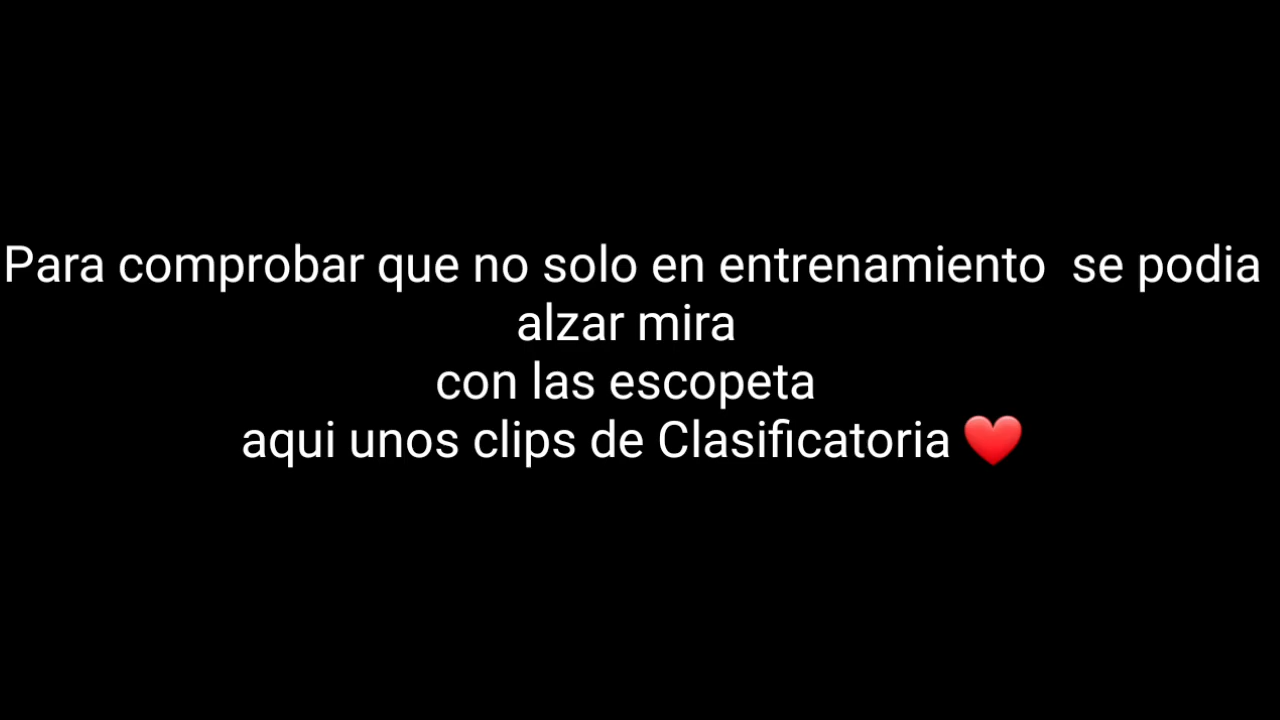 Para comprobar que no solo en entrenamiento  se podia
alzar mira
con las escopeta
aqui unos clips de Clasificatoria ❤️